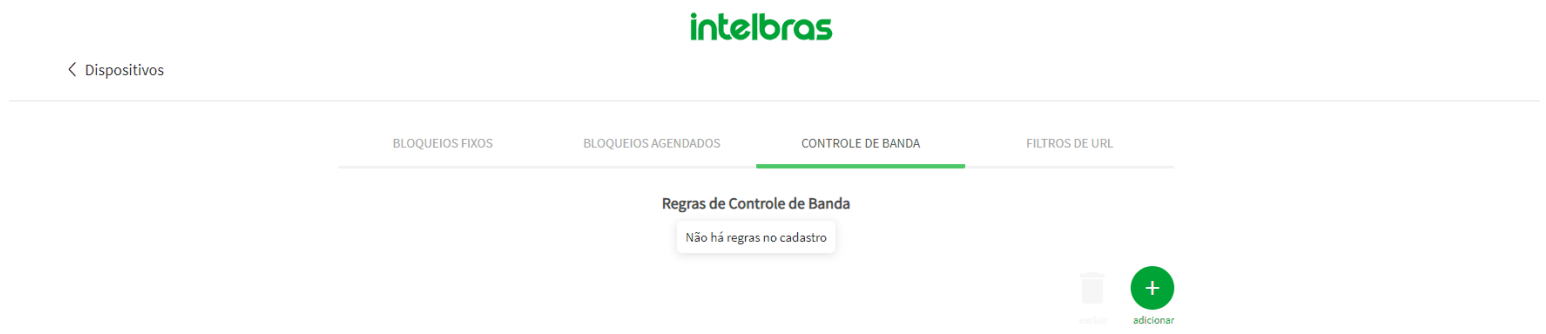 intelbras
Dispositivos
BLOQUEIOS FIXOS BLOQUEIOS AGENDADOS CONTROLE DE BANDA FILTROS DE URL
Regras de Controle de Banda
Não há regras no cadastro
adicionar